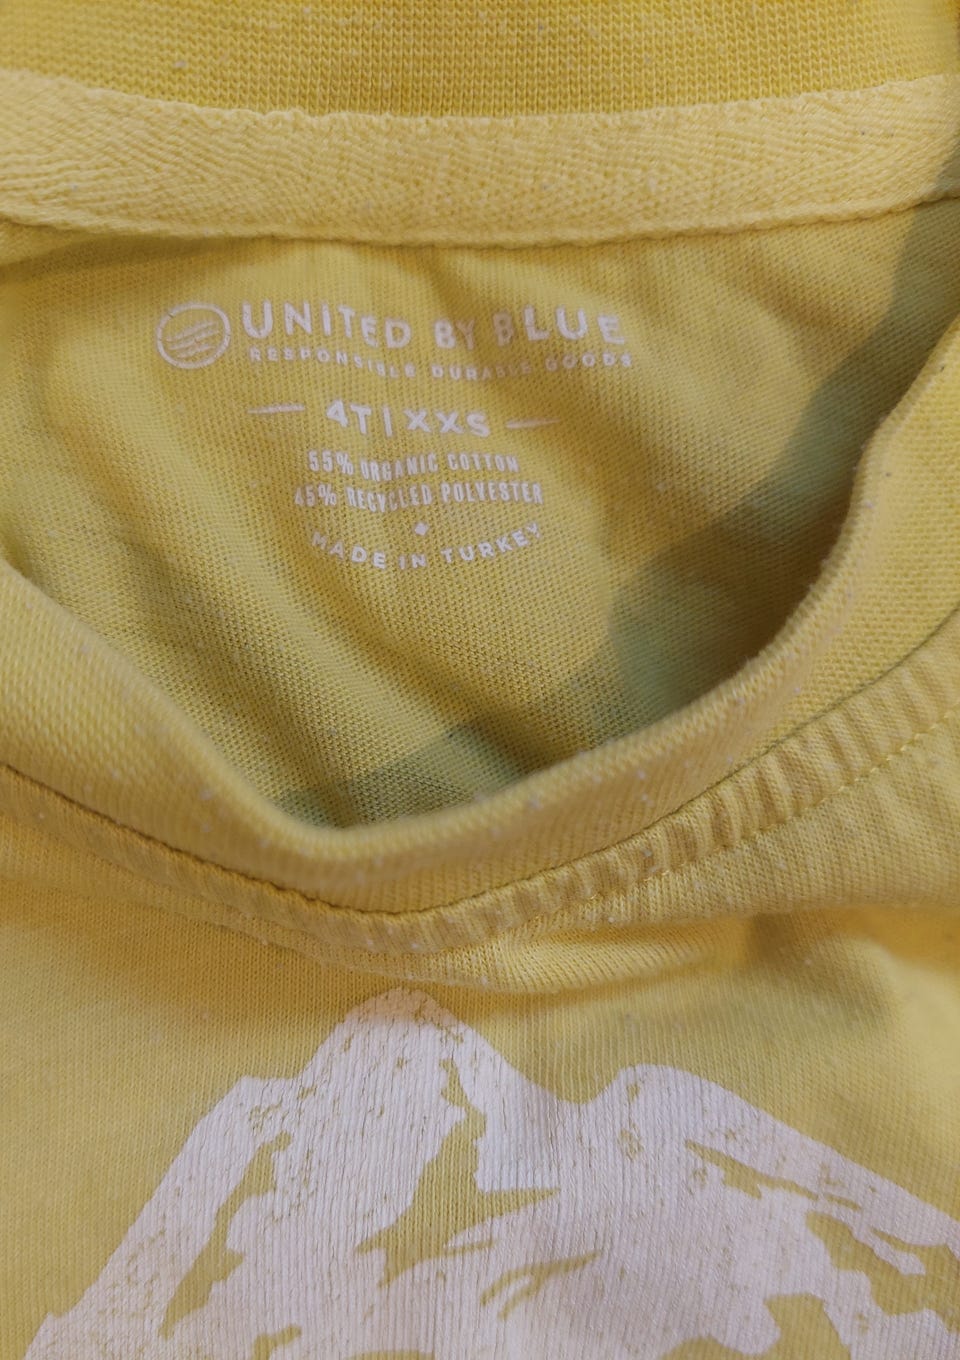 UNITED BY BLUE
RESPONSIBLE DURABLE GOODS
4T | XXS
55% ORGANIC COTTON
45% RECYCLED POLYESTER
MADE IN TURKEY